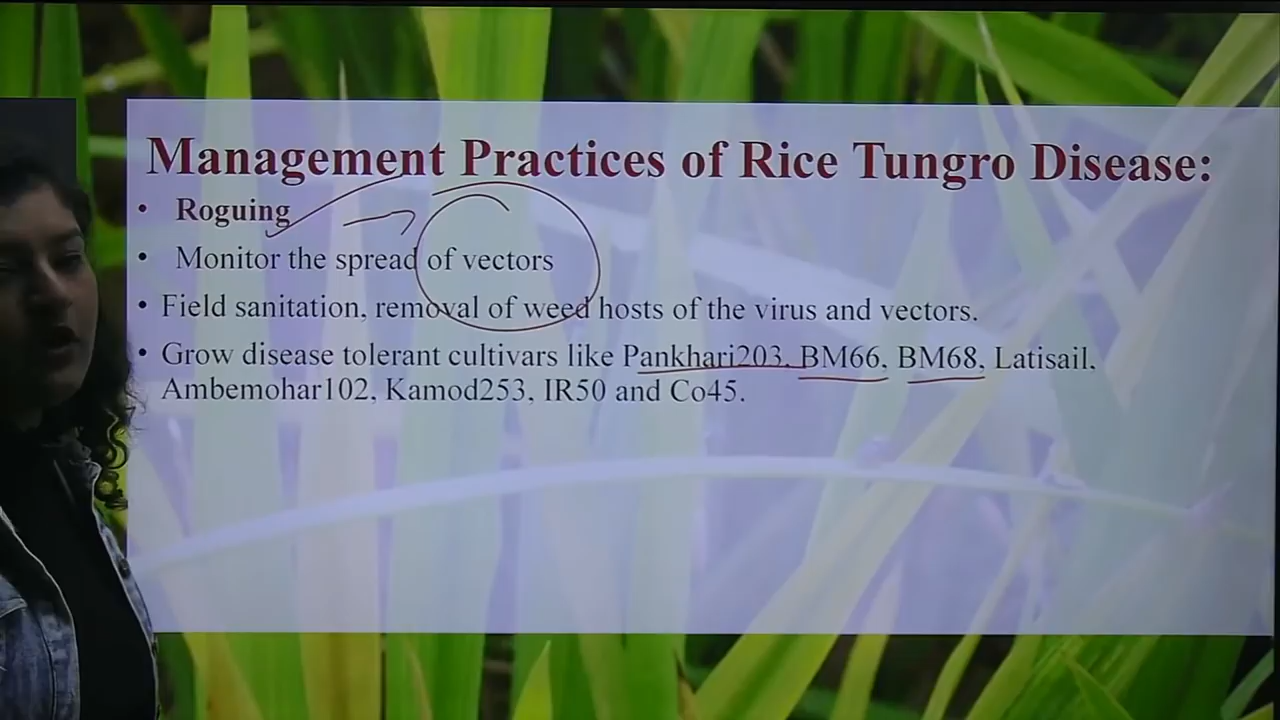 Management Practices of Rice Tungro Disease:
• Roguing
• Monitor the spread of vectors
• Field sanitation, removal of weed hosts of the virus and vectors.
• Grow disease tolerant cultivars like Pankhari203, BM66, BM68, Latisail,
Ambemohar102, Kamod253, IR50 and Co45.